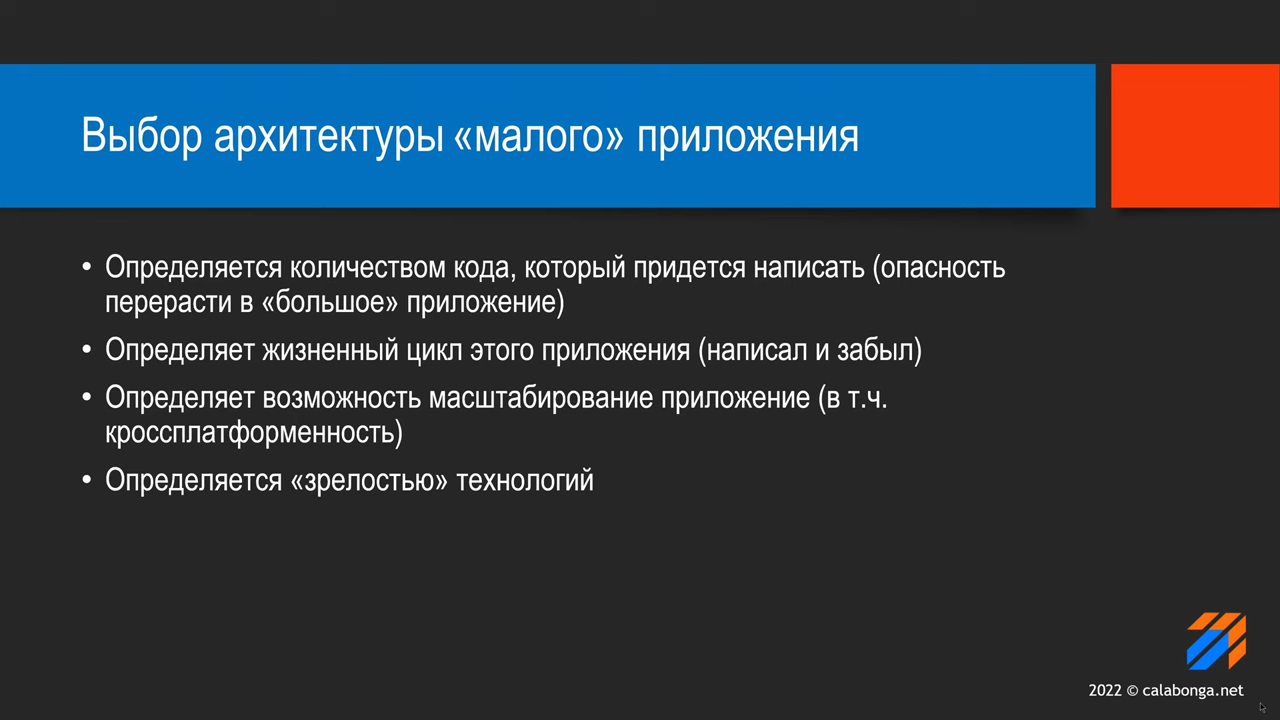 Выбор архитектуры «малого» приложения
• Определяется количеством кода, который придется написать (опасность
перерасти в «большое» приложение)
• Определяет жизненный цикл этого приложения (написал и забыл)
• Определяет возможность масштабирование приложение (в т.ч.
кроссплатформенность)
• Определяется «зрелостью» технологий
2022 © calabonga.net